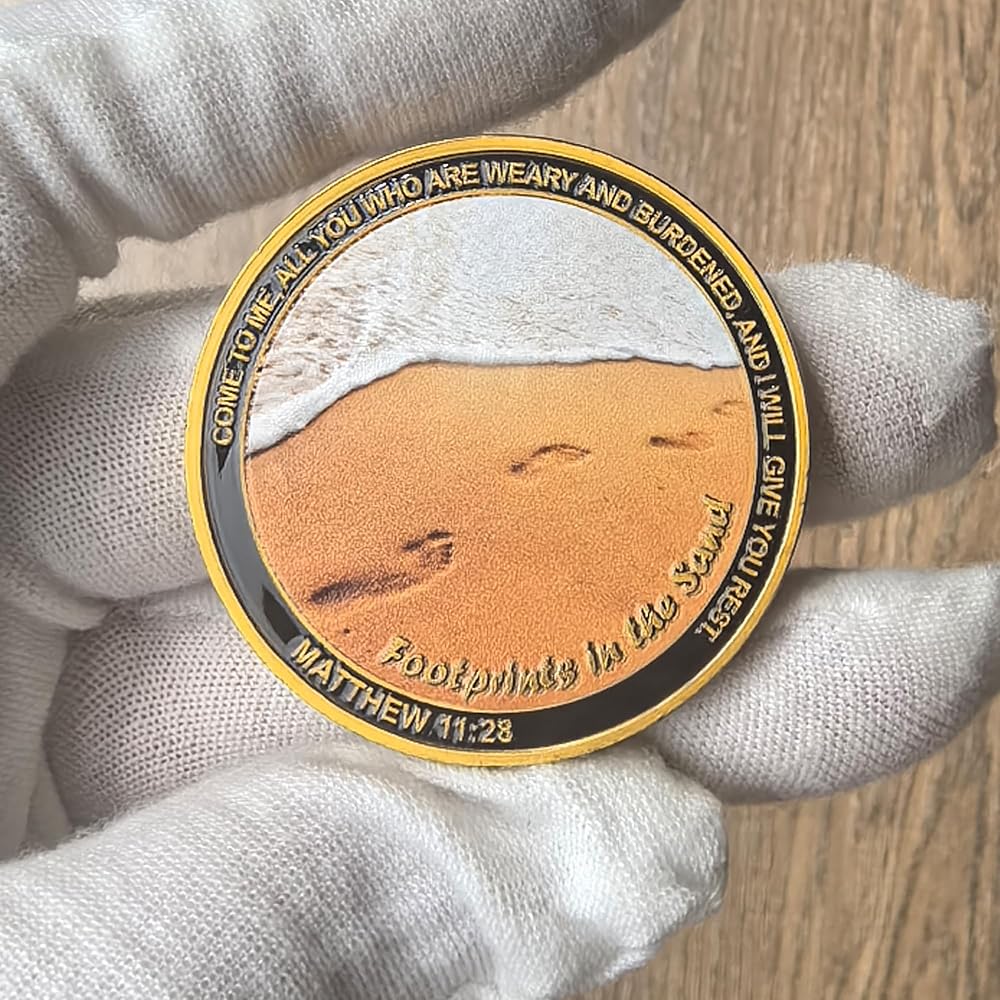 COME TO ME, ALL YOU WHO ARE WEARY AND BURDENED, AND I WILL GIVE YOU REST.
Footprints in the Sand
MATTHEW 11:28